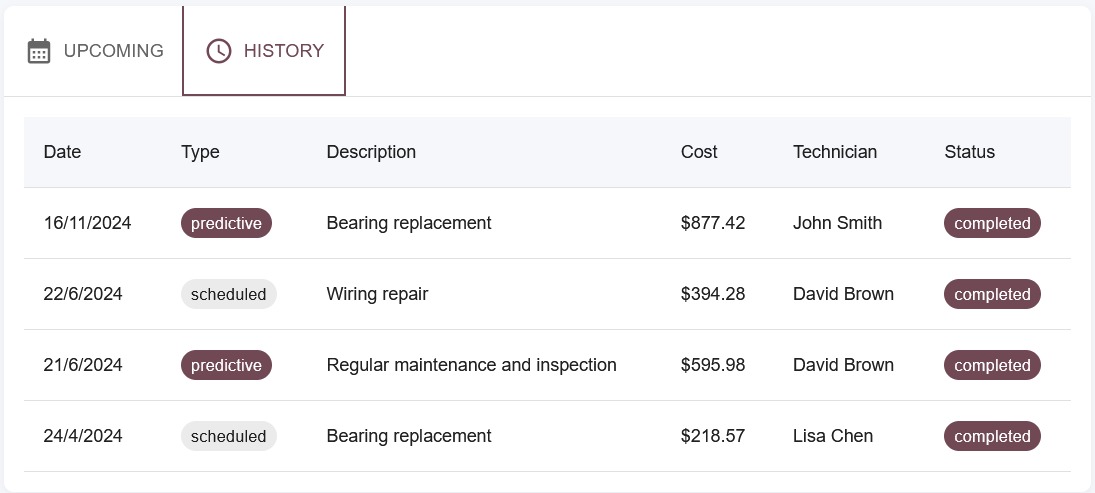 UPCOMING HISTORY
Date Type Description Cost Technician Status
16/11/2024 predictive Bearing replacement $877.42 John Smith completed
22/6/2024 scheduled Wiring repair $394.28 David Brown completed
21/6/2024 predictive Regular maintenance and inspection $595.98 David Brown completed
24/4/2024 scheduled Bearing replacement $218.57 Lisa Chen completed